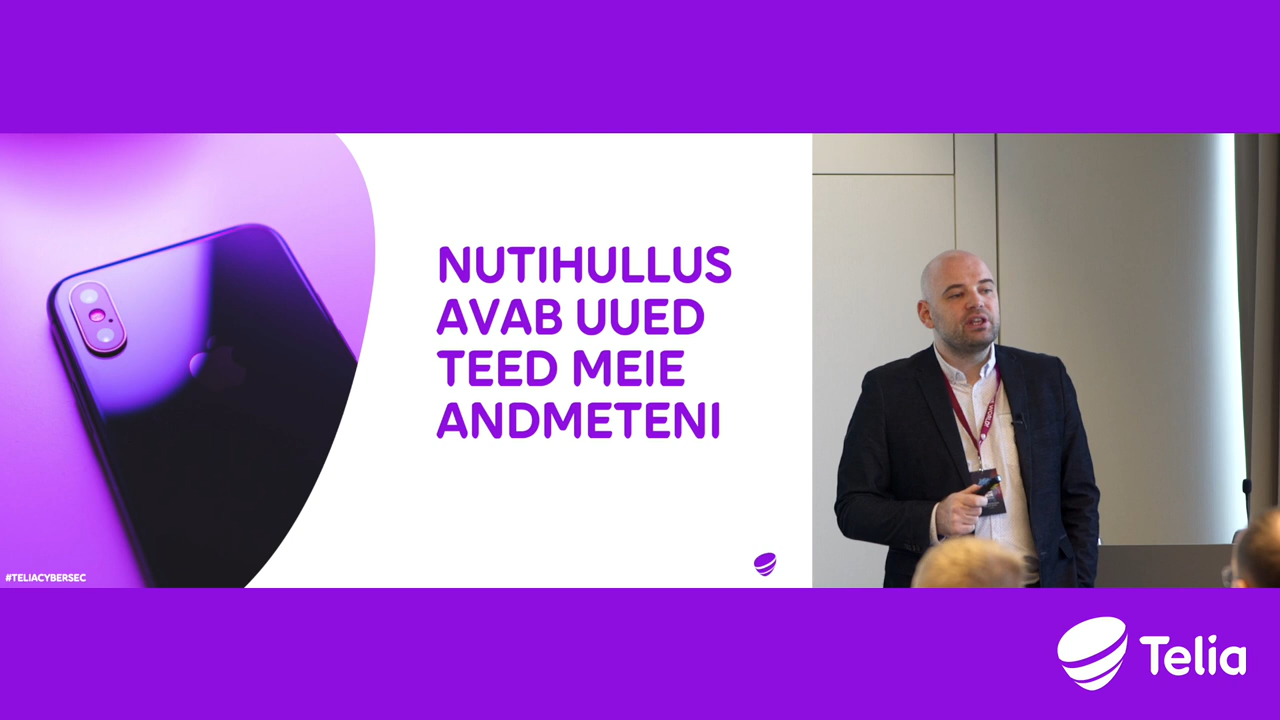 NUTIHULLUS
AVAB UUED
TEED MEIE
ANDMETENI
#TELIACYBERSEC
Telia